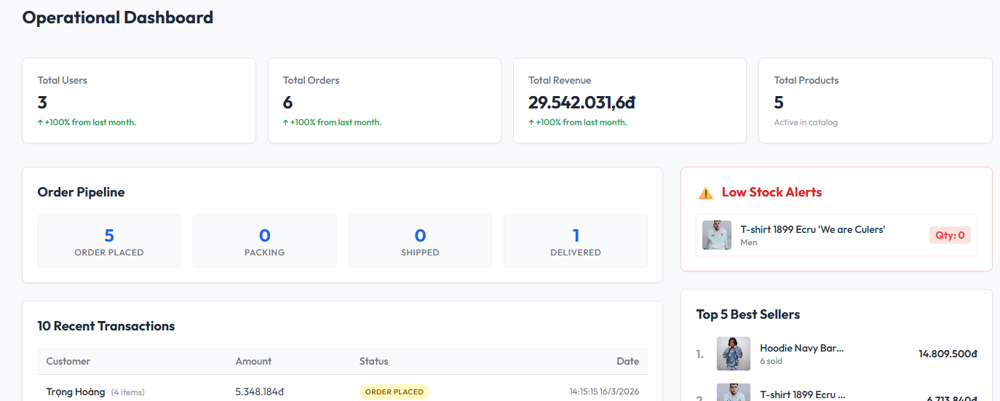 Operational Dashboard
Total Users
3
↑ +100% from last month.
Total Orders
6
↑ +100% from last month.
Total Revenue
29.542.031,6đ
↑ +100% from last month.
Total Products
5
Active in catalog
Order Pipeline
5
ORDER PLACED
0
PACKING
0
SHIPPED
1
DELIVERED
Low Stock Alerts
T-shirt 1899 Ecru 'We are Culers'
Men
Qty: 0
10 Recent Transactions
Customer Amount Status Date
Trọng Hoàng (4 items) 5.348.184đ ORDER PLACED 14:15:15 16/3/2026
Top 5 Best Sellers
1. Hoodie Navy Bar...
6 sold
14.809.500đ
2. T-shirt 1899 Ecru ...
6.713.840đ